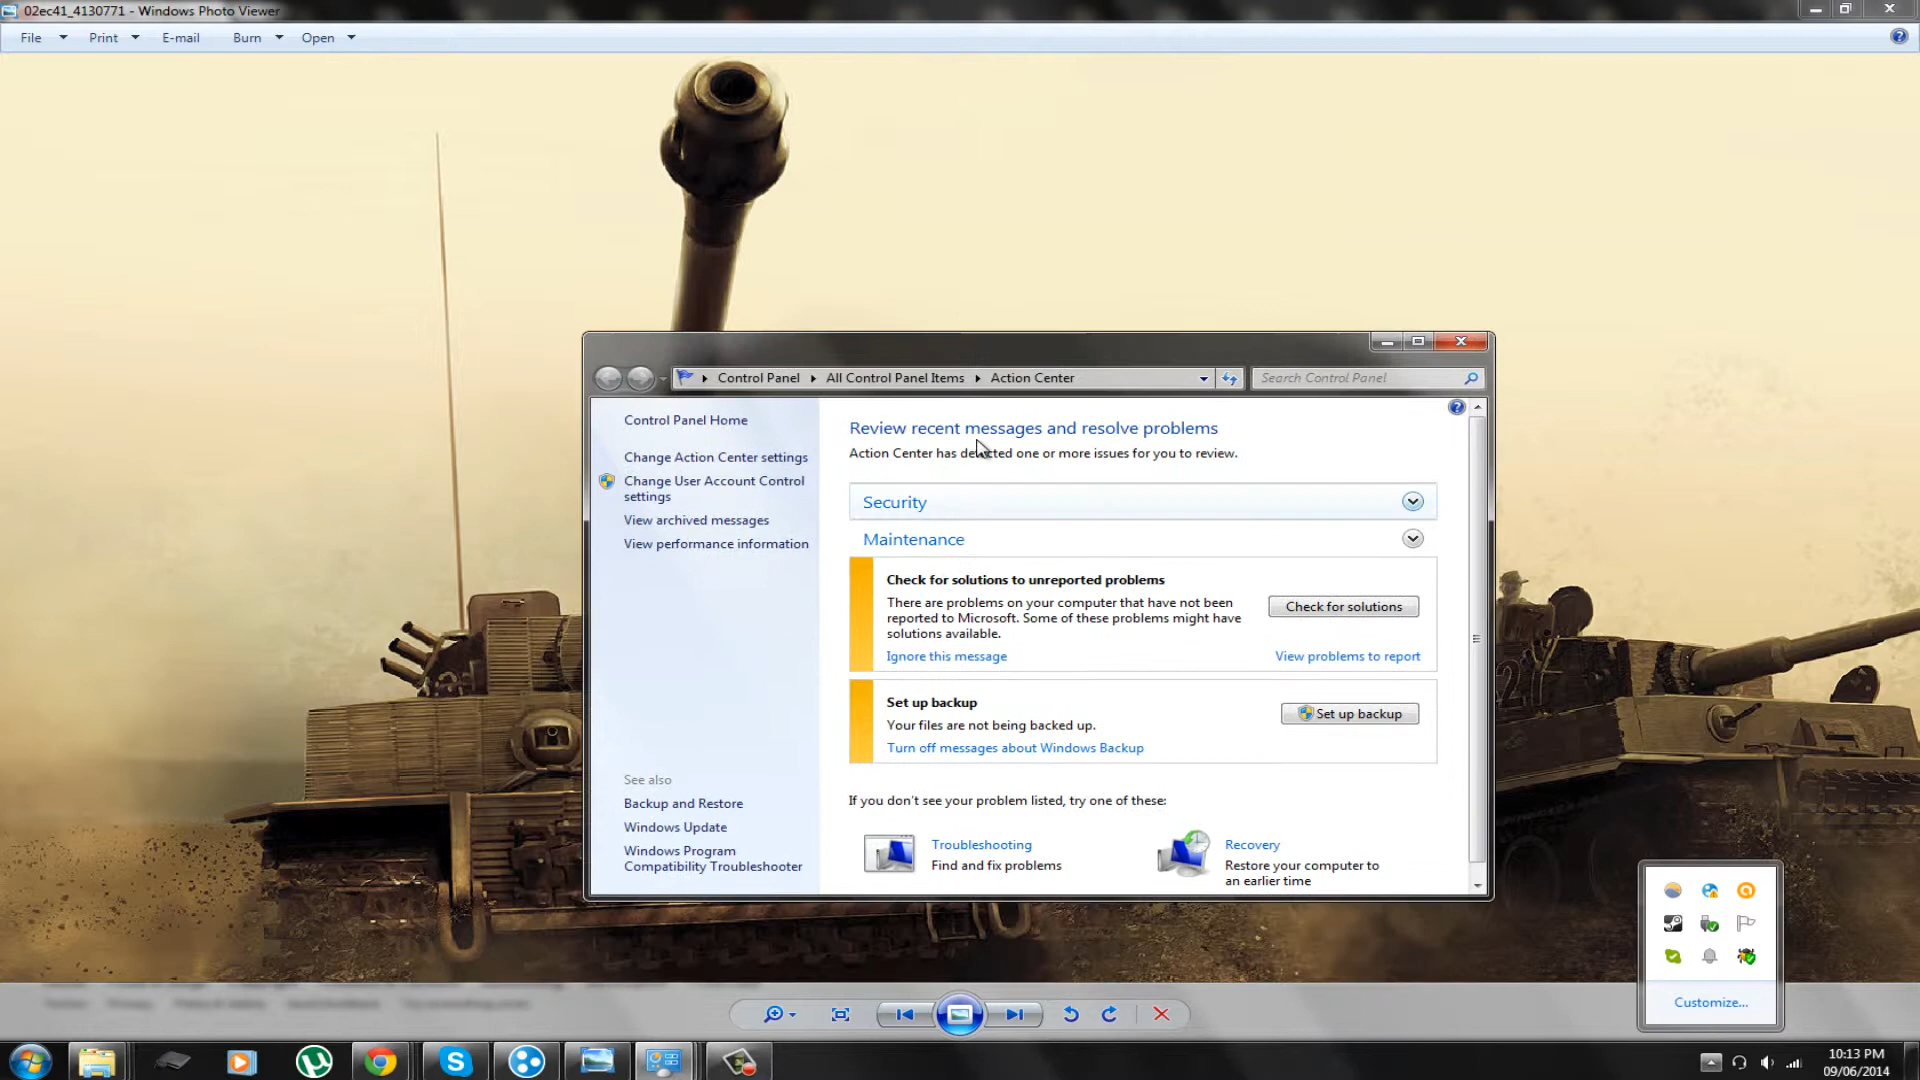 02ec41_4130771 - Windows Photo Viewer
File Print E-mail Burn Open
Control Panel All Control Panel Items Action Center Search Control Panel
Control Panel Home
Change Action Center settings
Change User Account Control
settings
View archived messages
View performance information
See also
Backup and Restore
Windows Update
Windows Program
Compatibility Troubleshooter
Review recent messages and resolve problems
Action Center has detected one or more issues for you to review.
Security
Maintenance
Check for solutions to unreported problems
There are problems on your computer that have not been
reported to Microsoft. Some of these problems might have
solutions available.
Check for solutions
Ignore this message
View problems to report
Set up backup
Your files are not being backed up.
Set up backup
Turn off messages about Windows Backup
If you don't see your problem listed, try one of these:
Troubleshooting
Find and fix problems
Recovery
Restore your computer to
an earlier time
Customize...
10:13 PM
09/06/2014